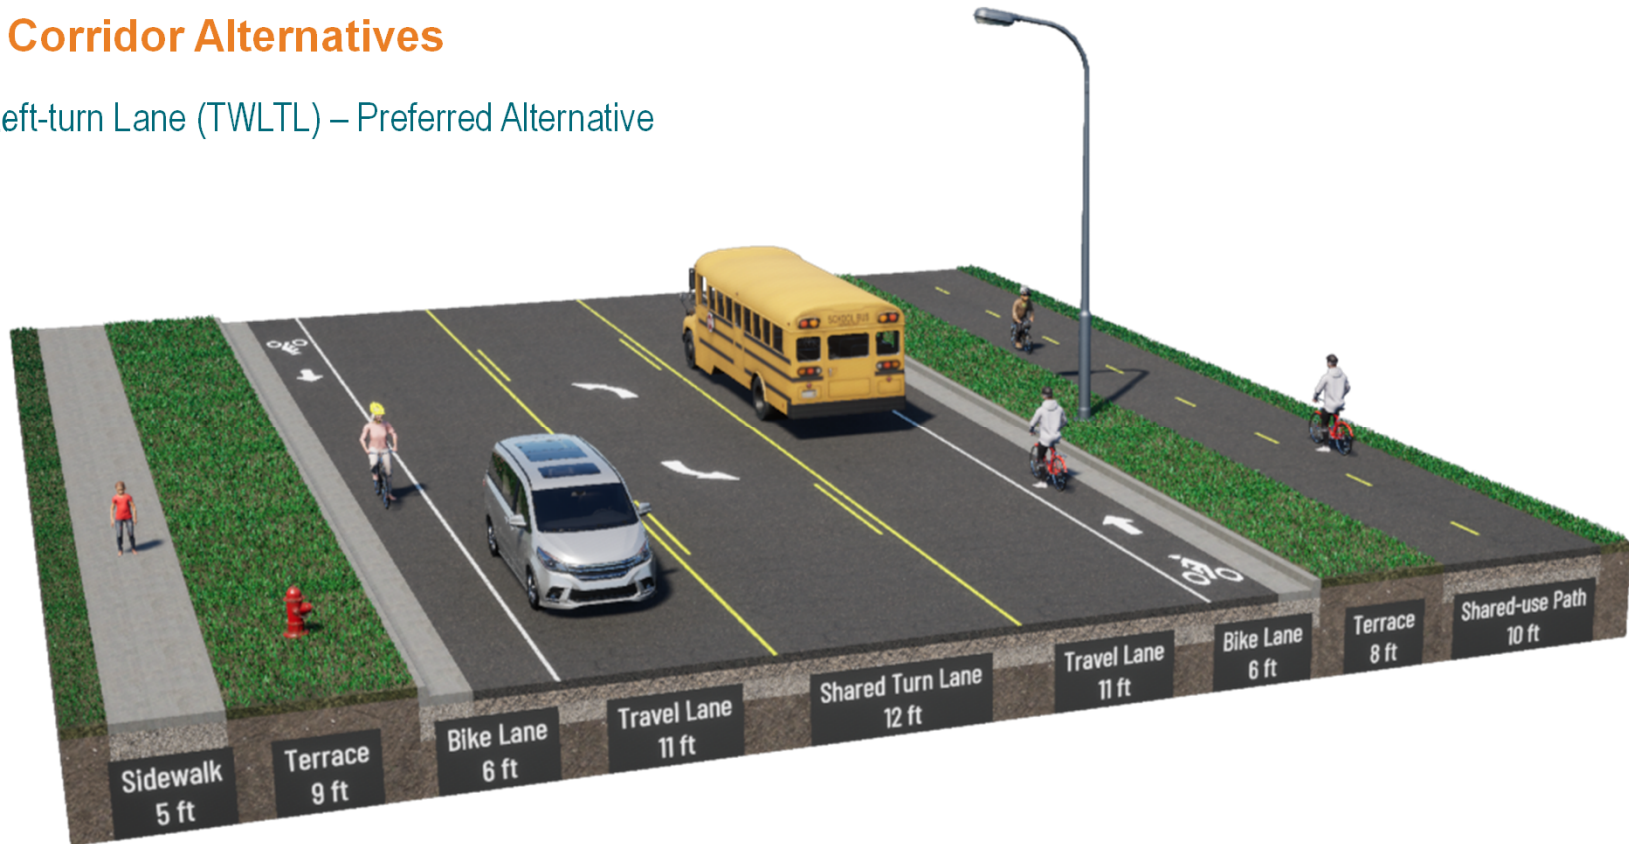 Corridor Alternatives
eft-turn Lane (TWLTL) – Preferred Alternative
SCHOOL BUS
Sidewalk
5 ft
Terrace
9 ft
Bike Lane
6 ft
Travel Lane
11 ft
Shared Turn Lane
12 ft
Travel Lane
11 ft
Bike Lane
6 ft
Terrace
8 ft
Shared-use Path
10 ft